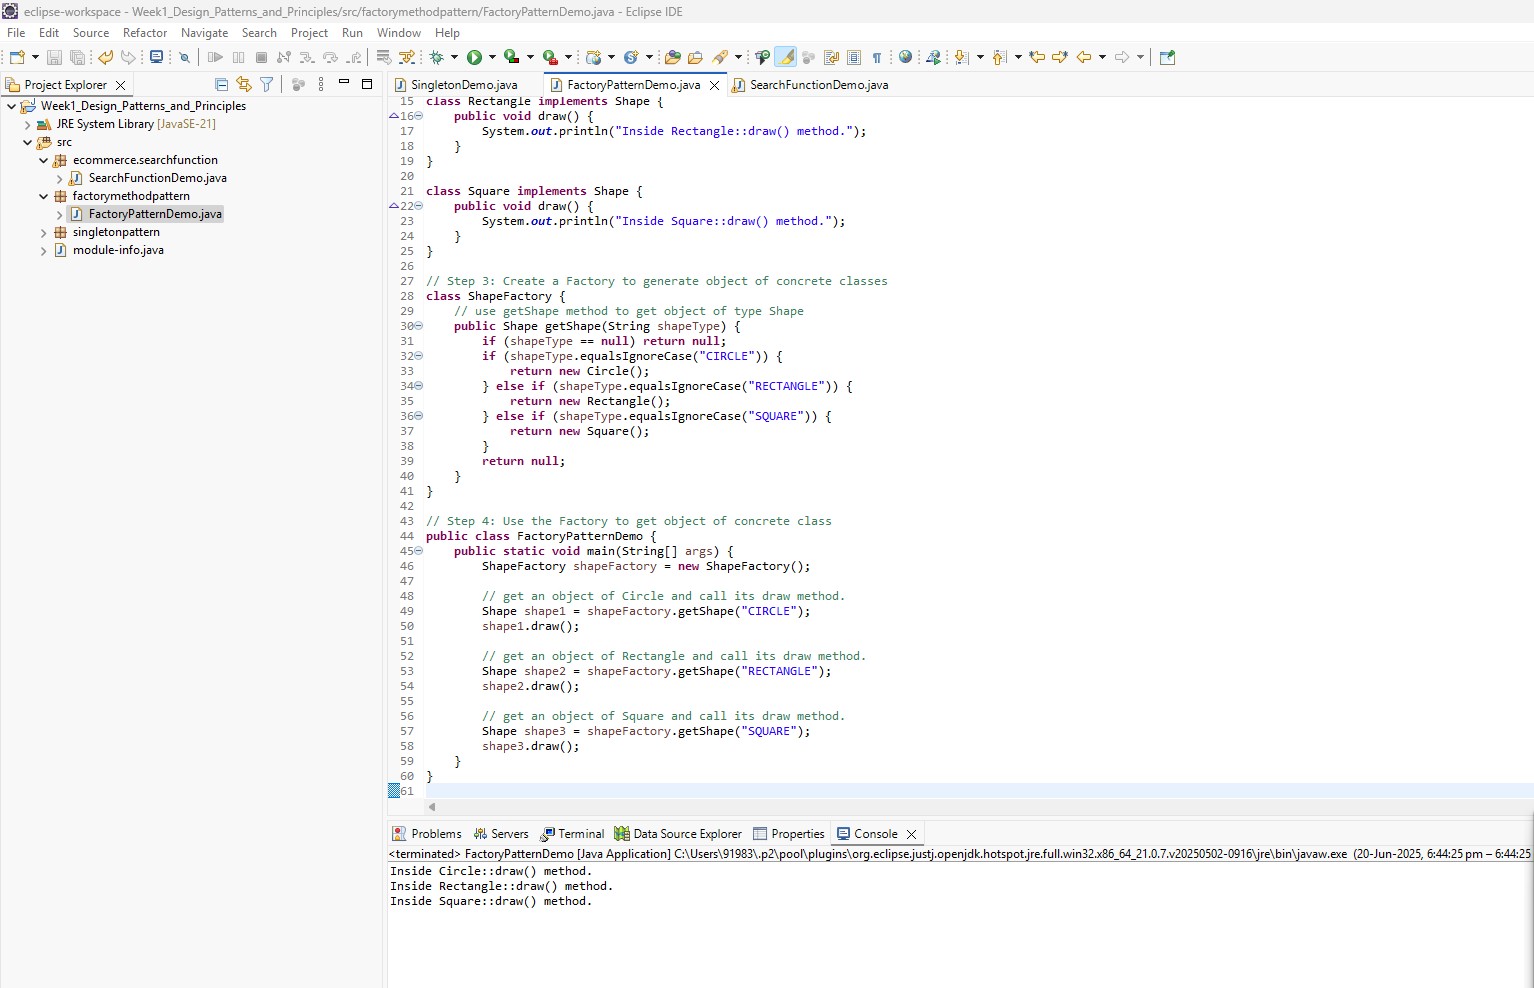 eclipse-workspace - Week1_Design_Patterns_and_Principles/src/factorymethodpattern/FactoryPatternDemo.java - Eclipse IDE
File Edit Source Refactor Navigate Search Project Run Window Help
Project Explorer
Week1_Design_Patterns_and_Principles
JRE System Library [JavaSE-21]
src
ecommerce.searchfunction
SearchFunctionDemo.java
factorymethodpattern
FactoryPatternDemo.java
singletonpattern
module-info.java
SingletonDemo.java FactoryPatternDemo.java SearchFunctionDemo.java
15 class Rectangle implements Shape {
16     public void draw() {
17         System.out.println("Inside Rectangle::draw() method.");
18     }
19 }
20
21 class Square implements Shape {
22     public void draw() {
23         System.out.println("Inside Square::draw() method.");
24     }
25 }
26
27 // Step 3: Create a Factory to generate object of concrete classes
28 class ShapeFactory {
29     // use getShape method to get object of type Shape
30     public Shape getShape(String shapeType) {
31         if (shapeType == null) return null;
32         if (shapeType.equalsIgnoreCase("CIRCLE")) {
33             return new Circle();
34         } else if (shapeType.equalsIgnoreCase("RECTANGLE")) {
35             return new Rectangle();
36         } else if (shapeType.equalsIgnoreCase("SQUARE")) {
37             return new Square();
38         }
39         return null;
40     }
41 }
42
43 // Step 4: Use the Factory to get object of concrete class
44 public class FactoryPatternDemo {
45     public static void main(String[] args) {
46         ShapeFactory shapeFactory = new ShapeFactory();
47
48         // get an object of Circle and call its draw method.
49         Shape shape1 = shapeFactory.getShape("CIRCLE");
50         shape1.draw();
51
52         // get an object of Rectangle and call its draw method.
53         Shape shape2 = shapeFactory.getShape("RECTANGLE");
54         shape2.draw();
55
56         // get an object of Square and call its draw method.
57         Shape shape3 = shapeFactory.getShape("SQUARE");
58         shape3.draw();
59     }
60 }
61
Problems Servers Terminal Data Source Explorer Properties Console
<terminated> FactoryPatternDemo [Java Application] C:\Users\91983\.p2\pool\plugins\org.eclipse.justj.openjdk.hotspot.jre.full.win32.x86_64_21.0.7.v20250502-0916\jre\bin\javaw.exe (20-Jun-2025, 6:44:25 pm – 6:44:25
Inside Circle::draw() method.
Inside Rectangle::draw() method.
Inside Square::draw() method.